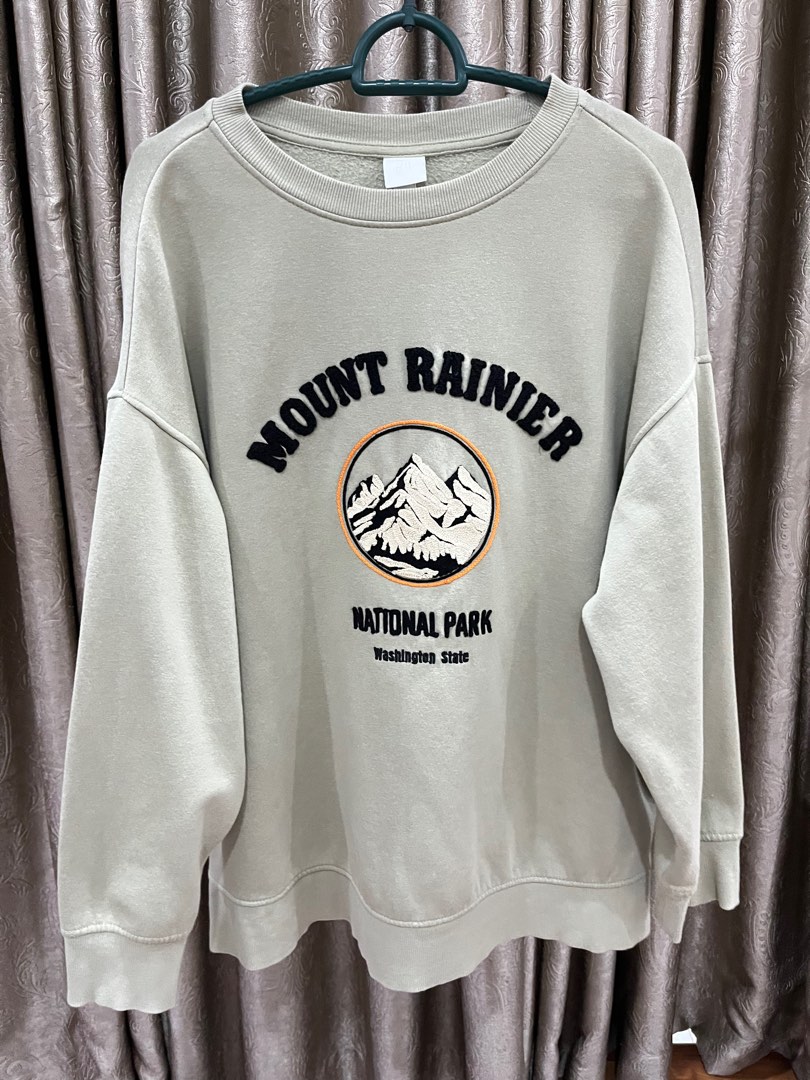 MOUNT RAINIER
NATIONAL PARK
Washington State